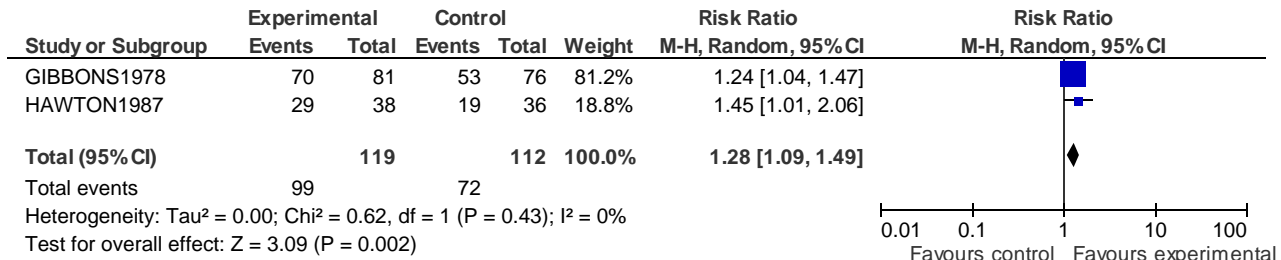 Experimental Control Risk Ratio Risk Ratio
Study or Subgroup Events Total Events Total Weight M-H, Random, 95% CI M-H, Random, 95% CI
GIBBONS1978 70 81 53 76 81.2% 1.24 [1.04, 1.47]
HAWTON1987 29 38 19 36 18.8% 1.45 [1.01, 2.06]
Total (95% CI) 119 112 100.0% 1.28 [1.09, 1.49]
Total events 99 72
Heterogeneity: Tau² = 0.00; Chi² = 0.62, df = 1 (P = 0.43); I² = 0%
Test for overall effect: Z = 3.09 (P = 0.002)
0.01 0.1 1 10 100
Favours control Favours experimental